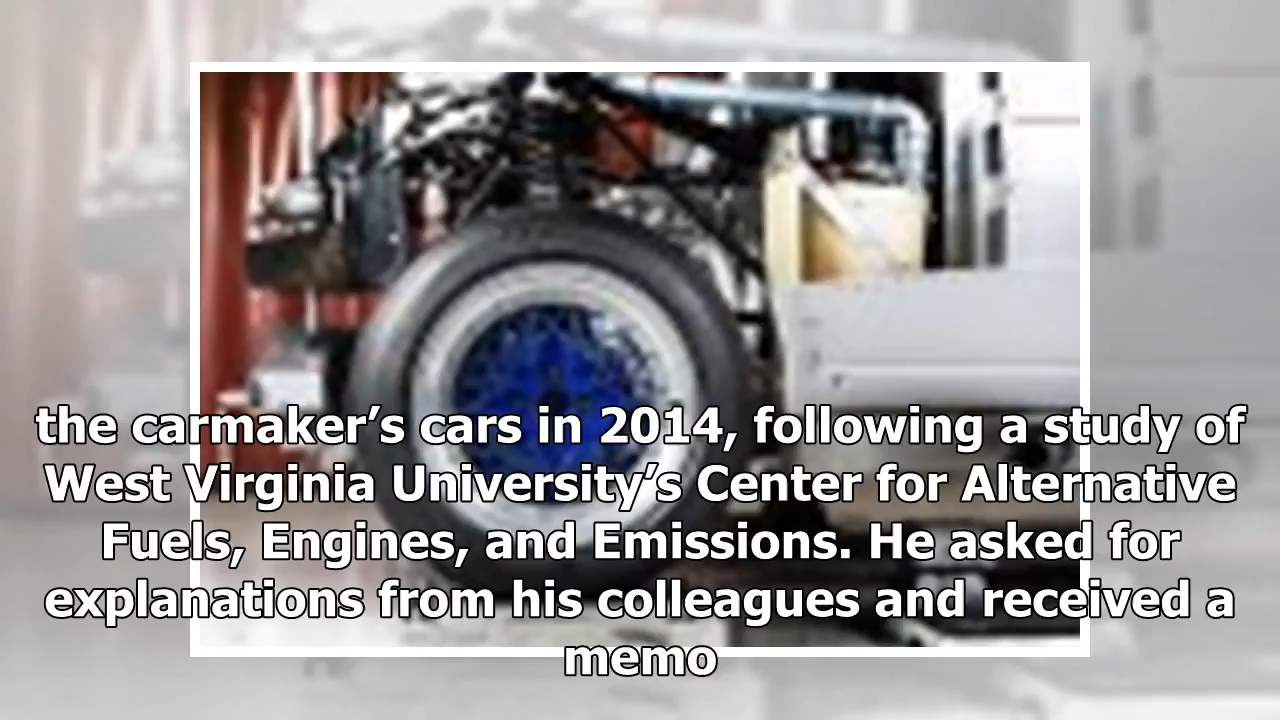 the carmaker’s cars in 2014, following a study of
West Virginia University’s Center for Alternative
Fuels, Engines, and Emissions. He asked for
explanations from his colleagues and received a
memo